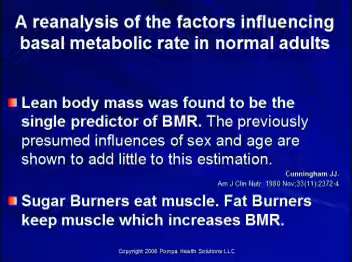 A reanalysis of the factors influencing
basal metabolic rate in normal adults
Lean body mass was found to be the
single predictor of BMR. The previously
presumed influences of sex and age are
shown to add little to this estimation.
Cunningham JJ.
Am J Clin Nutr. 1980 Nov;33(11):2372-4
Sugar Burners eat muscle. Fat Burners
keep muscle which increases BMR.
Copyright 2006 Pompa Health Solutions LLC